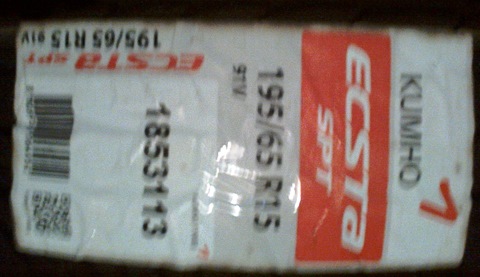 KUMHO
ECSTA
SPT
195/65 R15
91V
1853113
ECSTA SPT
195/65 R15 91V